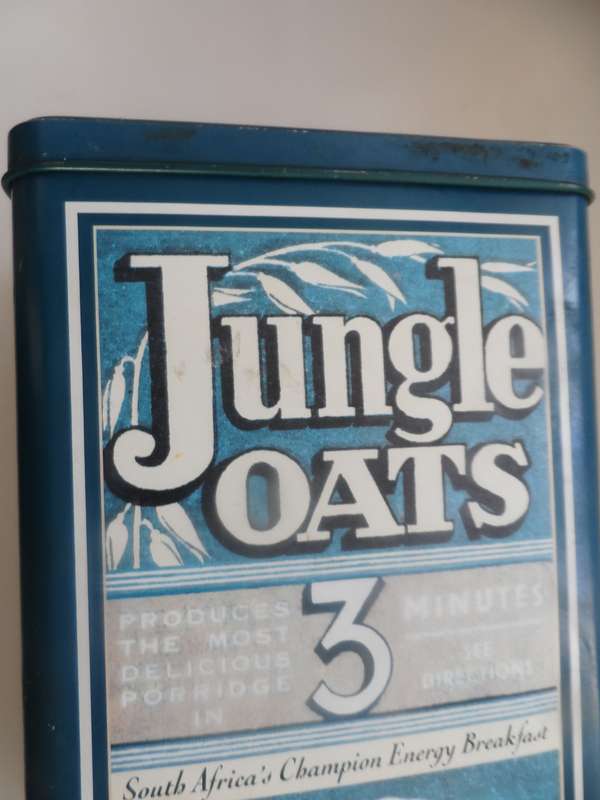 Jungle
OATS
PRODUCES
THE MOST
DELICIOUS
PORRIDGE
IN
3
MINUTES
SEE
DIRECTIONS
South Africa's Champion Energy Breakfast